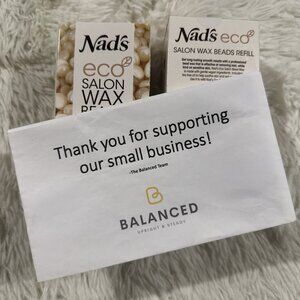 Nad's
eco
SALON
WAX
BEADS
Nad's eco
SALON WAX BEADS REFILL
Thank you for supporting
our small business!
-The Balanced Team
BALANCED
UPRIGHT & STEADY